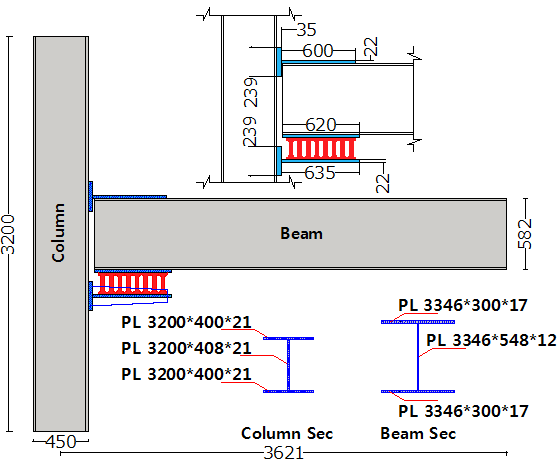 35
600
22
239
239
620
635
22
3200
Column
Beam
582
PL 3346*300*17
PL 3200*400*21
PL 3346*548*12
PL 3200*408*21
PL 3200*400*21
PL 3346*300*17
450
Column Sec
Beam Sec
3621